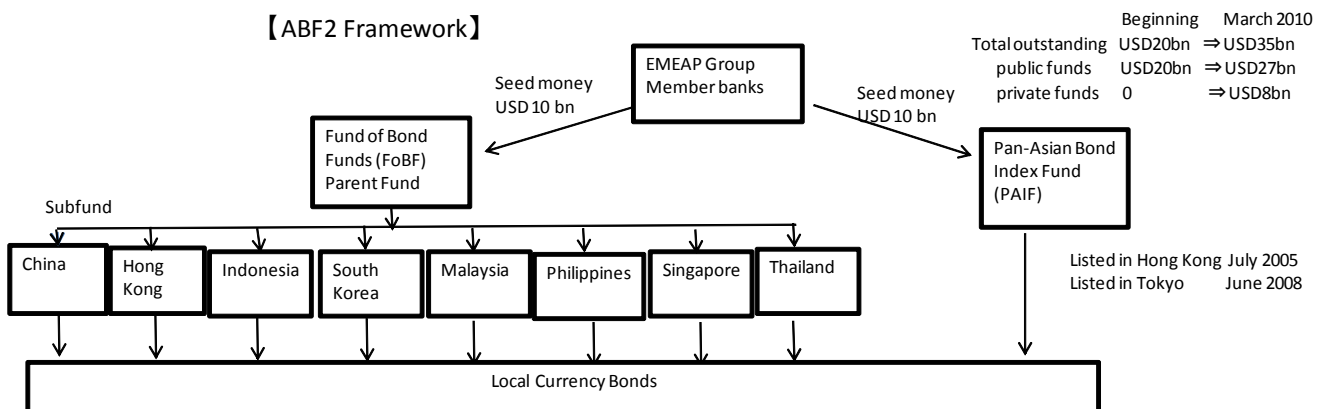 【ABF2 Framework】
Beginning March 2010
Total outstanding USD20bn ⇒USD35bn
public funds USD20bn ⇒USD27bn
private funds 0 ⇒USD8bn
EMEAP Group
Member banks
Seed money
USD 10 bn
Seed money
USD 10 bn
Fund of Bond
Funds (FoBF)
Parent Fund
Pan-Asian Bond
Index Fund
(PAIF)
Subfund
China
Hong
Kong
Indonesia
South
Korea
Malaysia
Philippines
Singapore
Thailand
Listed in Hong Kong July 2005
Listed in Tokyo June 2008
Local Currency Bonds